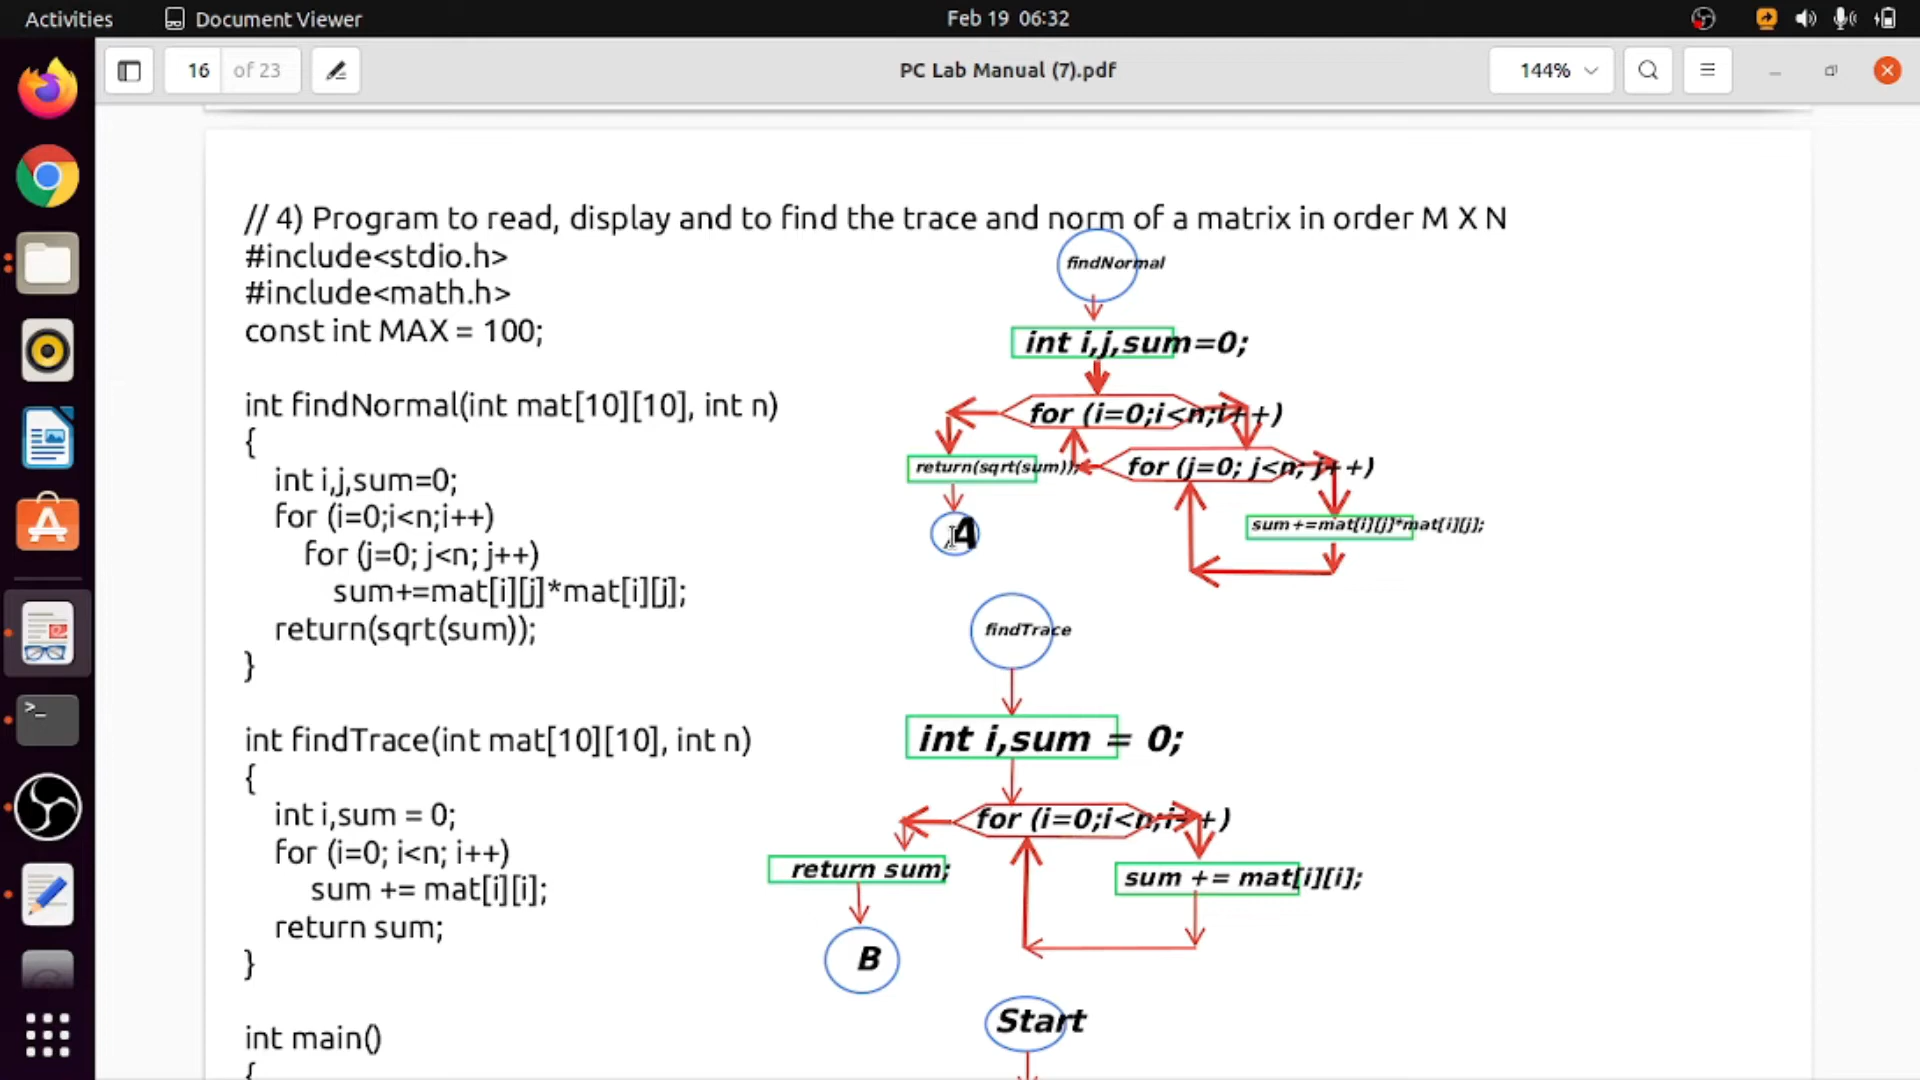 Activities
Document Viewer
Feb 19 06:32
16 of 23
PC Lab Manual (7).pdf
144%
// 4) Program to read, display and to find the trace and norm of a matrix in order M X N
#include<stdio.h>
#include<math.h>
const int MAX = 100;
int findNormal(int mat[10][10], int n)
{
int i,j,sum=0;
for (i=0;i<n;i++)
for (j=0; j<n; j++)
sum+=mat[i][j]*mat[i][j];
return(sqrt(sum));
}
int findTrace(int mat[10][10], int n)
{
int i,sum = 0;
for (i=0; i<n; i++)
sum += mat[i][i];
return sum;
}
int main()
{
findNormal
int i,j,sum=0;
for (i=0;i<n;i++)
for (j=0; j<n; j++)
return(sqrt(sum));
sum+=mat[i][j]*mat[i][j];
A
findTrace
int i,sum = 0;
for (i=0;i<n;i++)
return sum;
sum += mat[i][i];
B
Start